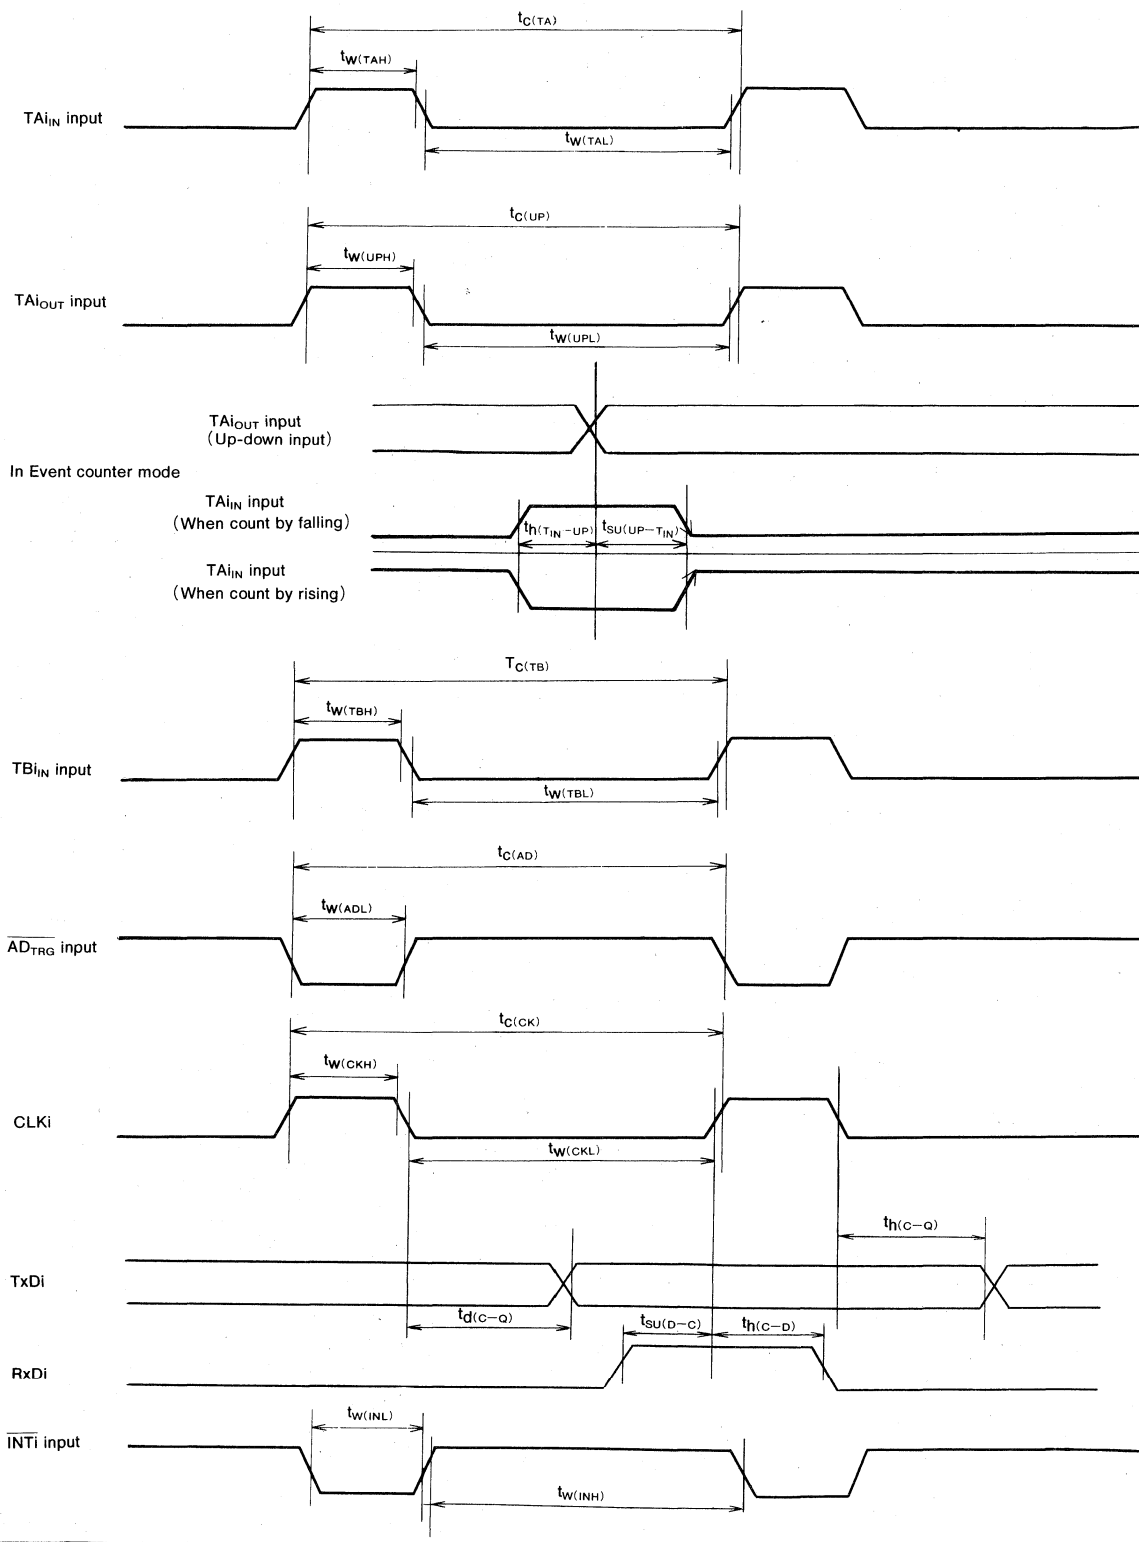 tC(TA)
tW(TAH)
TAiIN input
tW(TAL)
tC(UP)
tW(UPH)
TAiOUT input
tW(UPL)
TAiOUT input
(Up-down input)
In Event counter mode
TAiIN input
(When count by falling)
th(TIN-UP) tSU(UP-TIN)
TAiIN input
(When count by rising)
TC(TB)
tW(TBH)
TBiIN input
tW(TBL)
tC(AD)
tW(ADL)
ADTRG input
tC(CK)
tW(CKH)
CLKi
tW(CKL)
th(C-Q)
TxDi
td(C-Q)
tSU(D-C) th(C-D)
RxDi
tW(INL)
INTi input
tW(INH)